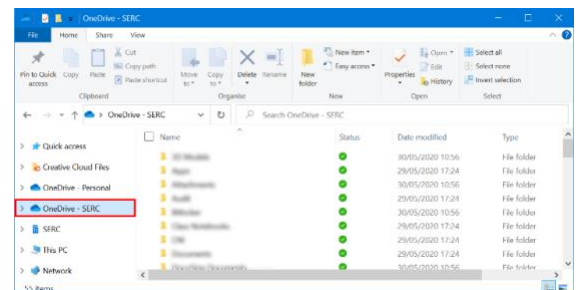 OneDrive - SERC
File Home Share View
Pin to Quick access
Copy
Paste
Cut
Copy path
Paste shortcut
Clipboard
Move to
Copy to
Delete
Rename
Organise
New folder
New item
Easy access
New
Properties
Open
Edit
History
Open
Select all
Select none
Invert selection
Select
OneDrive - SERC
Search OneDrive - SERC
Name Status Date modified Type
30/05/2020 10:56 File folder
29/05/2020 17:24 File folder
30/05/2020 10:56 File folder
29/05/2020 17:24 File folder
30/05/2020 10:56 File folder
29/05/2020 17:24 File folder
29/05/2020 17:24 File folder
29/05/2020 17:24 File folder
30/05/2020 10:56 File folder
Quick access
Creative Cloud Files
OneDrive - Personal
OneDrive - SERC
SERC
This PC
Network
55 items